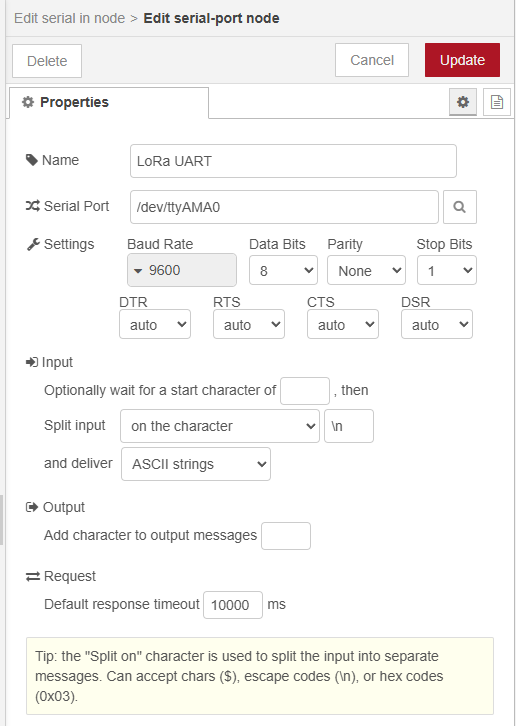 Edit serial in node > Edit serial-port node
Delete Cancel Update
Properties
Name LoRa UART
Serial Port /dev/ttyAMA0
Settings Baud Rate Data Bits Parity Stop Bits
9600 8 None 1
DTR RTS CTS DSR
auto auto auto auto
Input
Optionally wait for a start character of , then
Split input on the character \n
and deliver ASCII strings
Output
Add character to output messages
Request
Default response timeout 10000 ms
Tip: the "Split on" character is used to split the input into separate
messages. Can accept chars ($), escape codes (\n), or hex codes
(0x03).